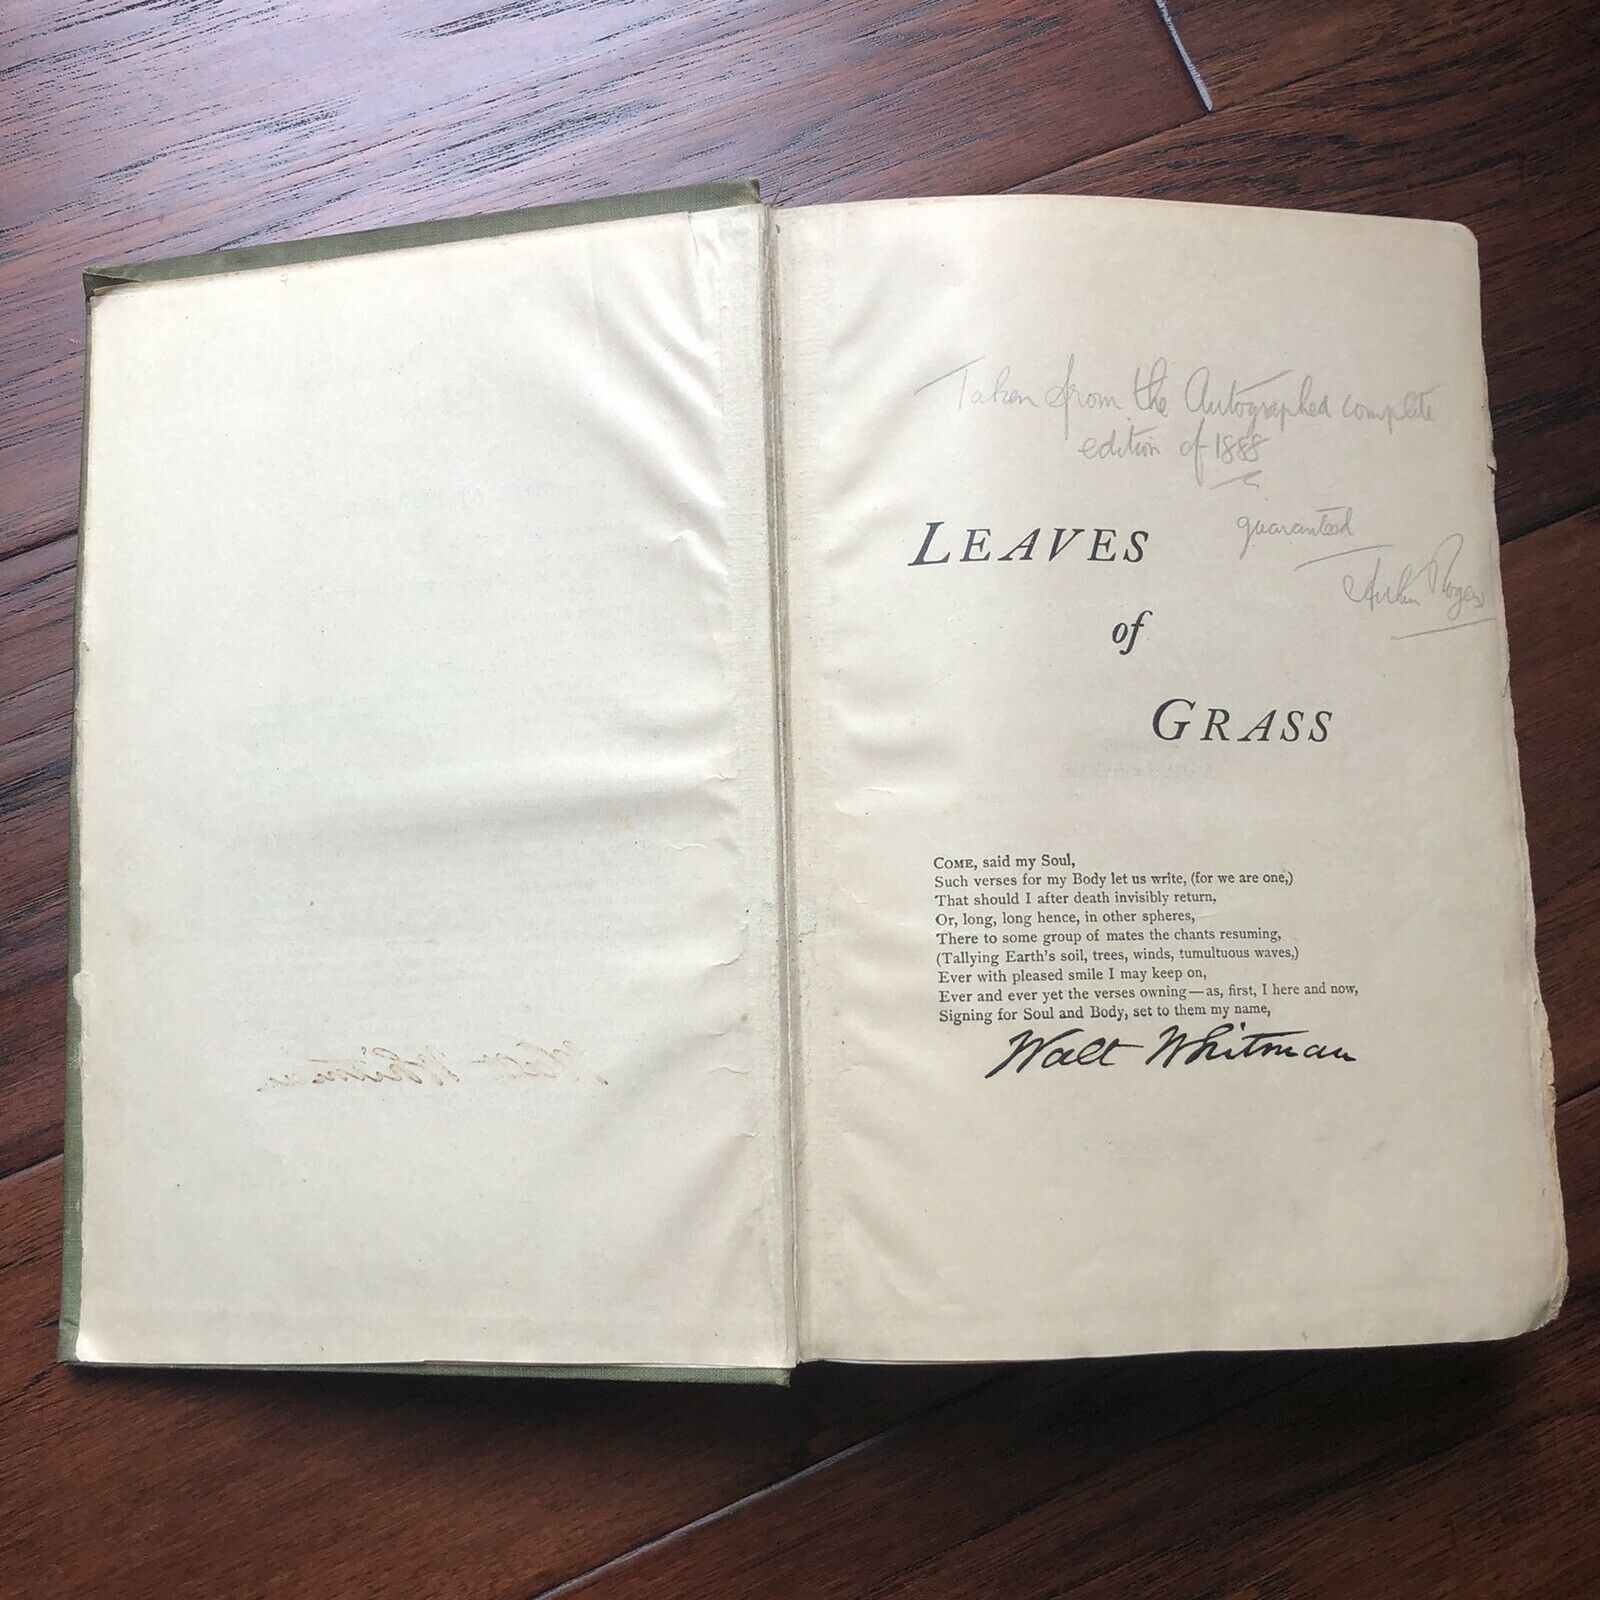 Taken from the Autographed complete
edition of 1888
guaranteed
Rogers
LEAVES
of
GRASS
COME, said my Soul,
Such verses for my Body let us write, (for we are one,)
That should I after death invisibly return,
Or, long, long hence, in other spheres,
There to some group of mates the chants resuming,
(Tallying Earth's soil, trees, winds, tumultuous waves,)
Ever with pleased smile I may keep on,
Ever and ever yet the verses owning—as, first, I here and now,
Signing for Soul and Body, set to them my name,
Walt Whitman